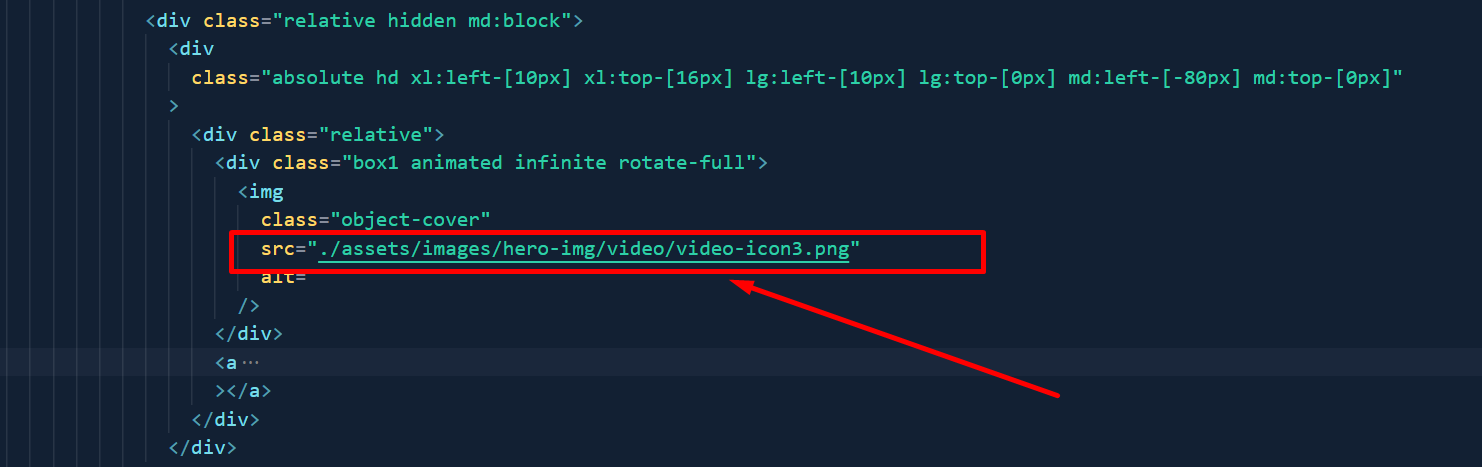 <div class="relative hidden md:block">
<div
class="absolute hd xl:left-[10px] xl:top-[16px] lg:left-[10px] lg:top-[0px] md:left-[-80px] md:top-[0px]"
>
<div class="relative">
<div class="box1 animated infinite rotate-full">
<img
class="object-cover"
src="./assets/images/hero-img/video/video-icon3.png"
alt=
/>
</div>
<a…
></a>
</div>
</div>